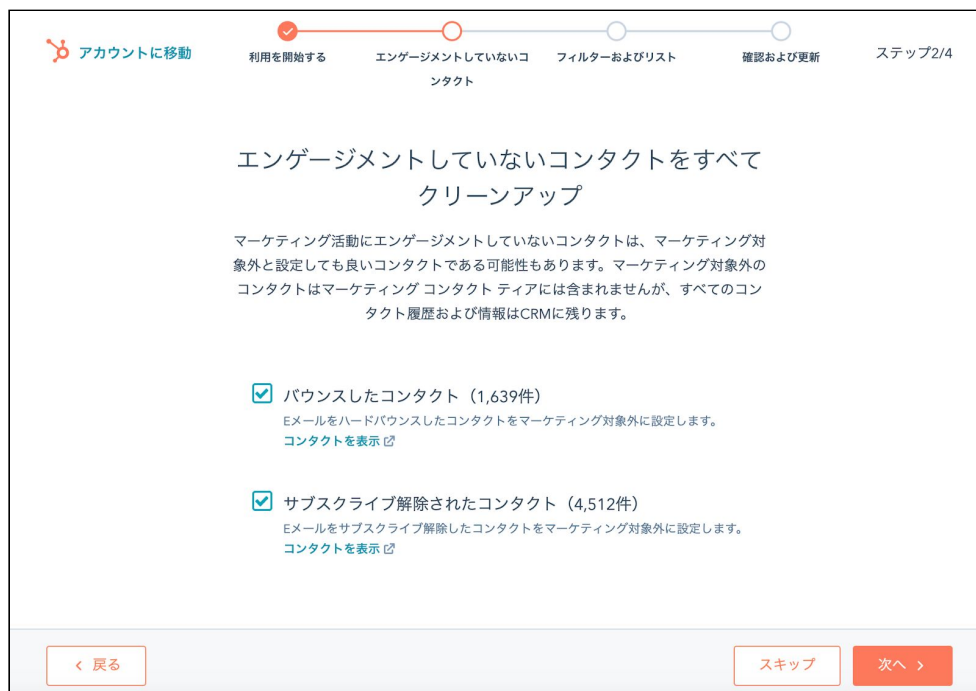 アカウントに移動
利用を開始する
エンゲージメントしていないコ
ンタクト
フィルターおよびリスト
確認および更新
ステップ2/4
エンゲージメントしていないコンタクトをすべて
クリーンアップ
マーケティング活動にエンゲージメントしていないコンタクトは、マーケティング対
象外と設定しても良いコンタクトである可能性もあります。マーケティング対象外の
コンタクトはマーケティング コンタクト ティアには含まれませんが、すべてのコン
タクト履歴および情報はCRMに残ります。
バウンスしたコンタクト（1,639件）
Eメールをハードバウンスしたコンタクトをマーケティング対象外に設定します。
コンタクトを表示
サブスクライブ解除されたコンタクト（4,512件）
Eメールをサブスクライブ解除したコンタクトをマーケティング対象外に設定します。
コンタクトを表示
戻る
スキップ
次へ